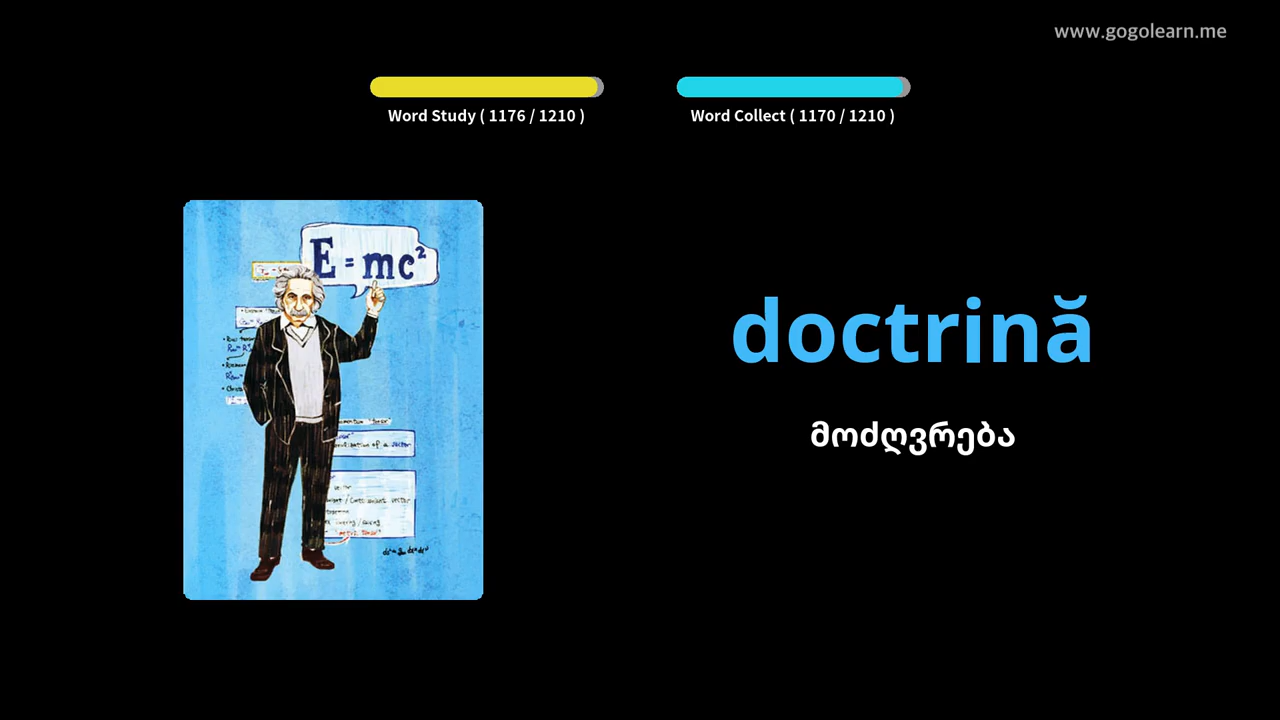 www.gogolearn.me
Word Study ( 1176 / 1210 )
Word Collect ( 1170 / 1210 )
E = mc²
doctrină
მოძღვრება